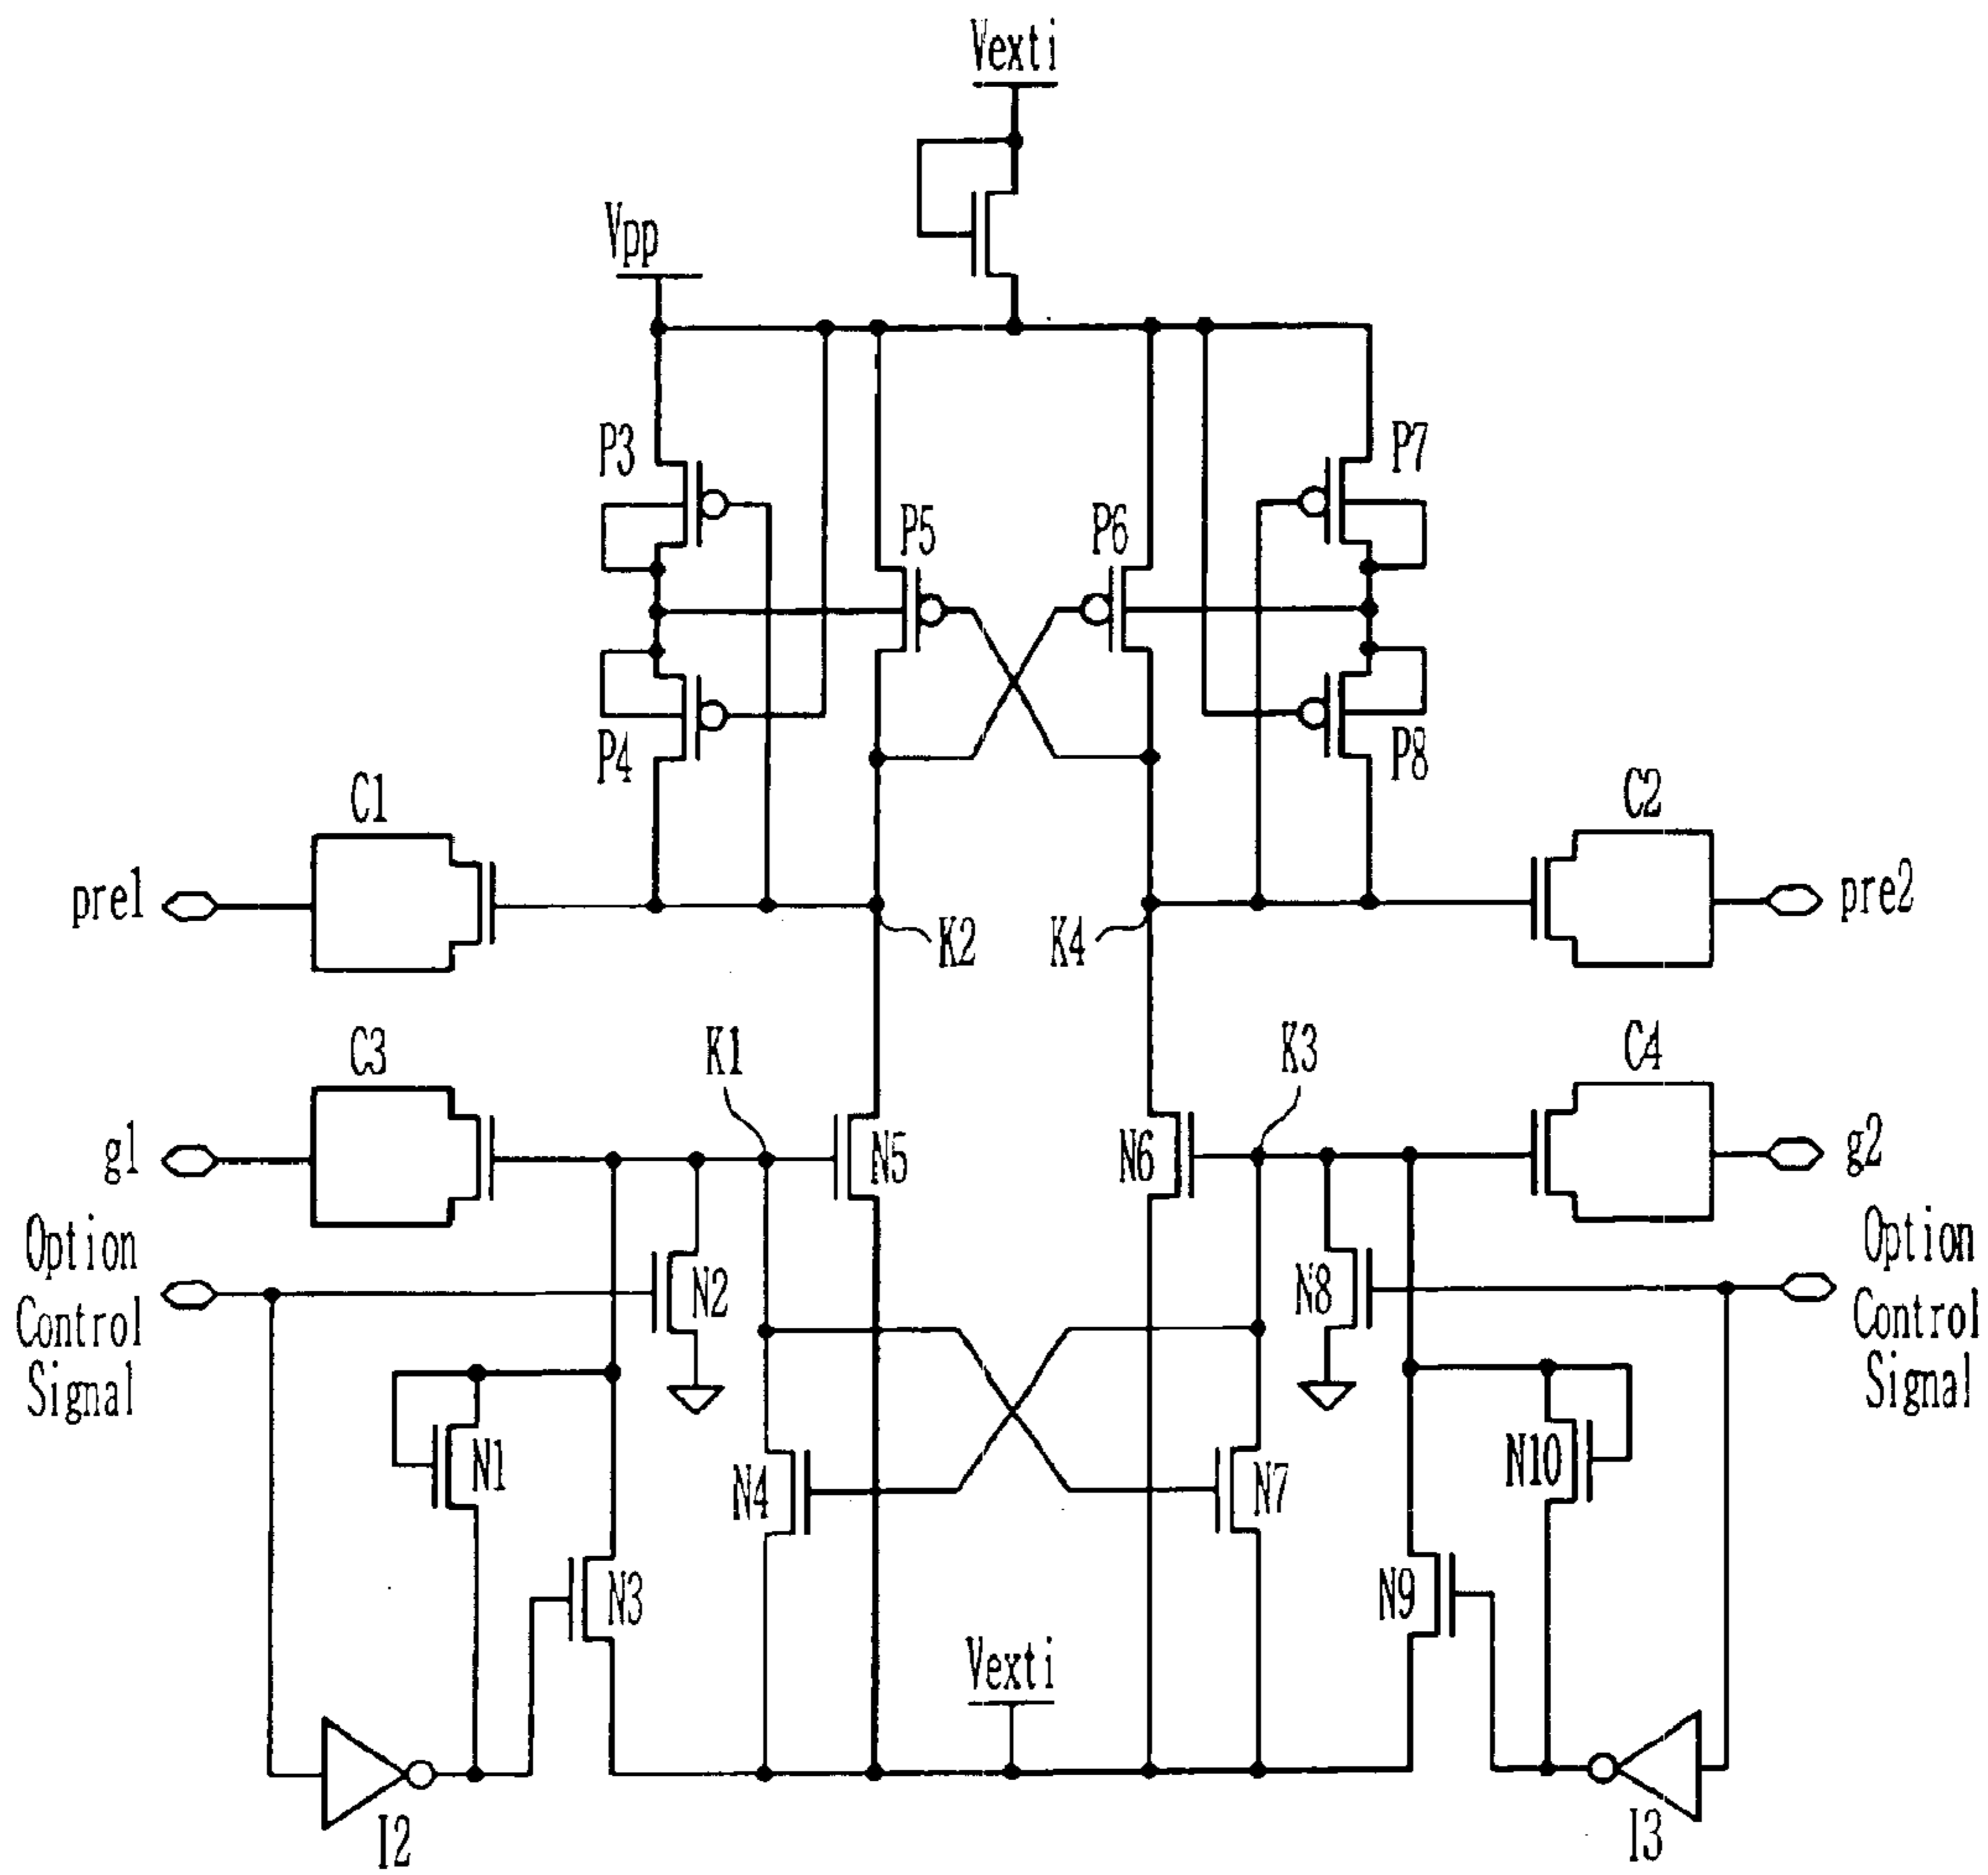 Vexti
Vpp
P3
P7
P5
P6
P4
P8
C1
C2
pre1
pre2
K2
K4
C3
K1
K3
C4
g1
N5
N6
g2
Option
Control
Signal
N2
N8
Option
Control
Signal
N1
N4
N7
N10
N3
N9
Vexti
I2
I3